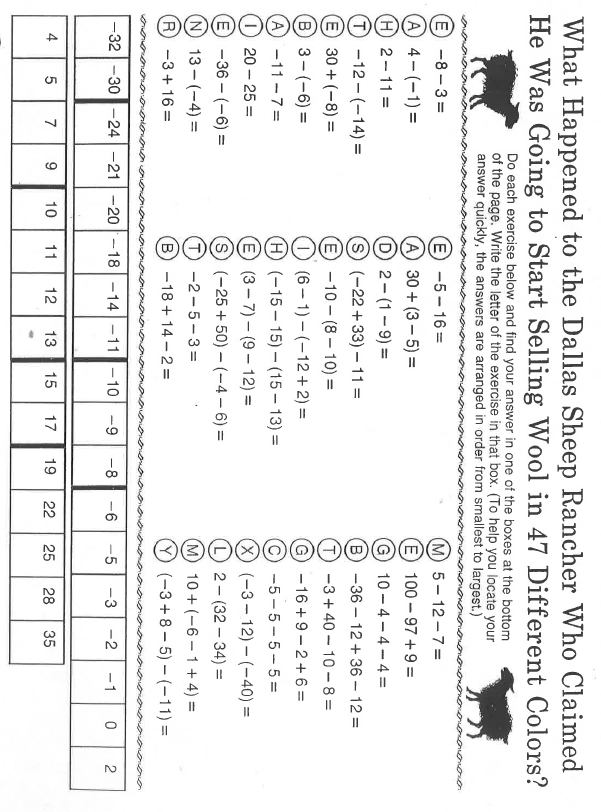 What Happened to the Dallas Sheep Rancher Who Claimed
He Was Going to Start Selling Wool in 47 Different Colors?
Do each exercise below and find your answer in one of the boxes at the bottom
of the page. Write the letter of the exercise in that box. (To help you locate your
answer quickly, the answers are arranged in order from smallest to largest.)
E −8 − 3 =
A 4 − (−1) =
H 2 − 11 =
T −12 − (−14) =
E 30 + (−8) =
B 3 − (−6) =
A −11 − 7 =
I 20 − 25 =
E −36 − (−6) =
N 13 − (−4) =
R −3 + 16 =
E −5 − 16 =
A 30 + (3 − 5) =
D 2 − (1 − 9) =
S (−22 + 33) − 11 =
E −10 − (8 − 10) =
I (6 − 1) − (−12 + 2) =
H (−15 − 15) − (15 − 13) =
E (3 − 7) − (9 − 12) =
S (−25 + 50) − (−4 − 6) =
T −2 − 5 − 3 =
B −18 + 14 − 2 =
M 5 − 12 − 7 =
E 100 − 97 + 9 =
G 10 − 4 − 4 − 4 =
B −36 − 12 + 36 − 12 =
T −3 + 40 − 10 − 8 =
G −16 + 9 − 2 + 6 =
C −5 − 5 − 5 − 5 =
X (−3 − 12) − (−40) =
L 2 − (32 − 34) =
M 10 + (−6 − 1 + 4) =
Y (−3 + 8 − 5) − (−11) =
−32 −30 −24 −21 −20 −18 −14 −11 −10 −9 −8 −6 −5 −3 −2 −1 0 2
4 5 7 9 10 11 12 13 15 17 19 22 25 28 35